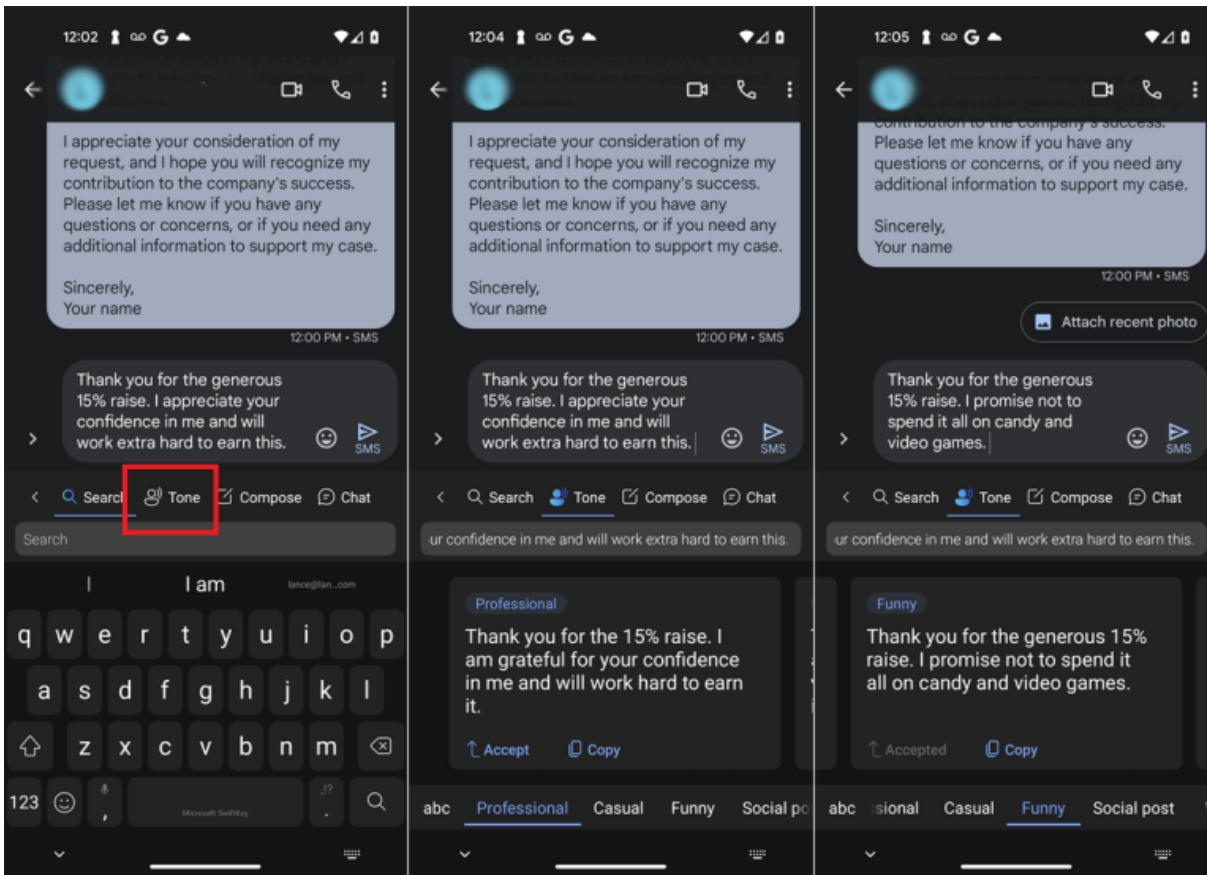 12:02
I appreciate your consideration of my
request, and I hope you will recognize my
contribution to the company's success.
Please let me know if you have any
questions or concerns, or if you need any
additional information to support my case.
Sincerely,
Your name
12:00 PM • SMS
Thank you for the generous
15% raise. I appreciate your
confidence in me and will
work extra hard to earn this.
SMS
Search Tone Compose Chat
Search
I I am lance@lan...com
q w e r t y u i o p
a s d f g h j k l
z x c v b n m
123 , Microsoft SwiftKey ,!? .
12:04
I appreciate your consideration of my
request, and I hope you will recognize my
contribution to the company's success.
Please let me know if you have any
questions or concerns, or if you need any
additional information to support my case.
Sincerely,
Your name
12:00 PM • SMS
Thank you for the generous
15% raise. I appreciate your
confidence in me and will
work extra hard to earn this.
SMS
Search Tone Compose Chat
ur confidence in me and will work extra hard to earn this.
Professional
Thank you for the 15% raise. I
am grateful for your confidence
in me and will work hard to earn
it.
Accept Copy
abc Professional Casual Funny Social po
12:05
contribution to the company's success.
Please let me know if you have any
questions or concerns, or if you need any
additional information to support my case.
Sincerely,
Your name
12:00 PM • SMS
Attach recent photo
Thank you for the generous
15% raise. I promise not to
spend it all on candy and
video games.
SMS
Search Tone Compose Chat
ur confidence in me and will work extra hard to earn this.
Funny
Thank you for the generous 15%
raise. I promise not to spend it
all on candy and video games.
Accepted Copy
abc sional Casual Funny Social post